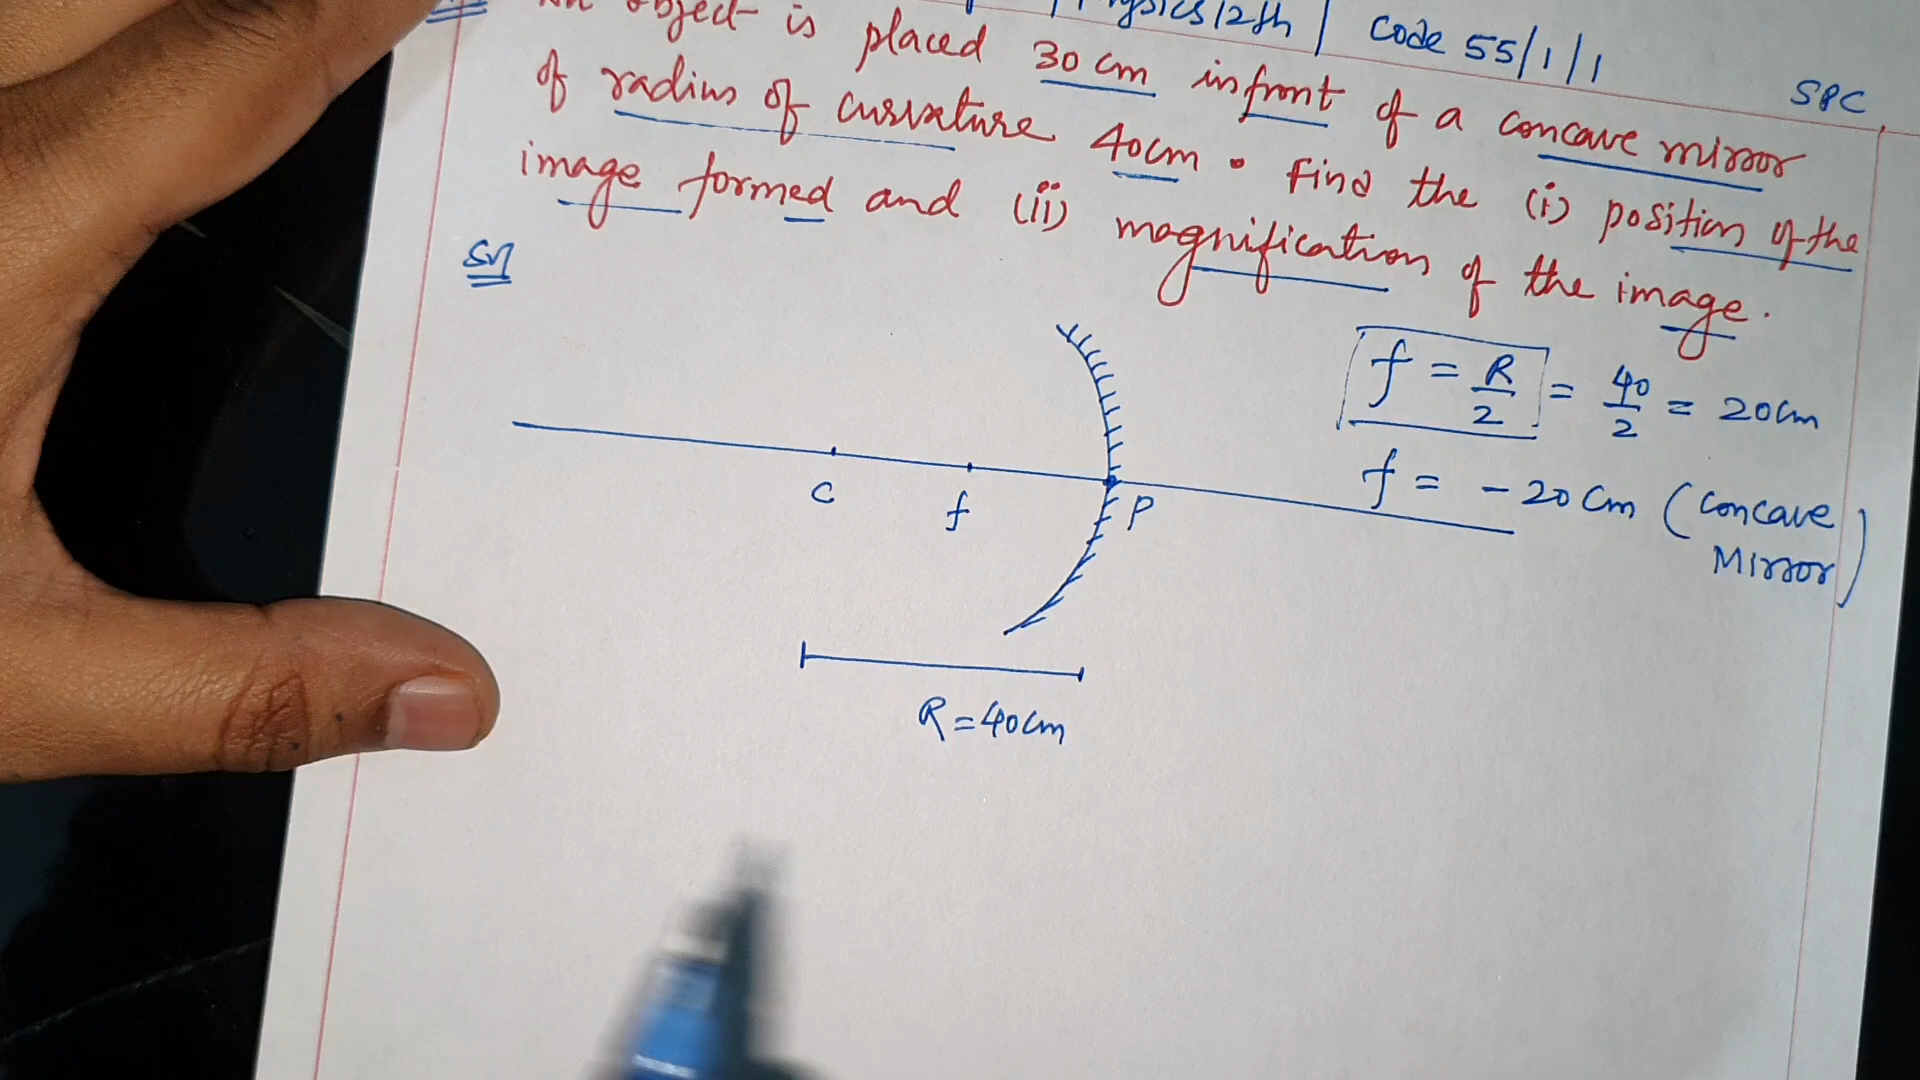 Physics 12th | Code 55/1/1
SPC
object is placed 30 cm infront of a concave mirror
of radius of curvature 40cm. Find the (i) position of the
image formed and (ii) magnification of the image.
Sol
f = R/2 = 40/2 = 20cm
f = -20 cm (Concave
Mirror)
C
f
P
R = 40cm